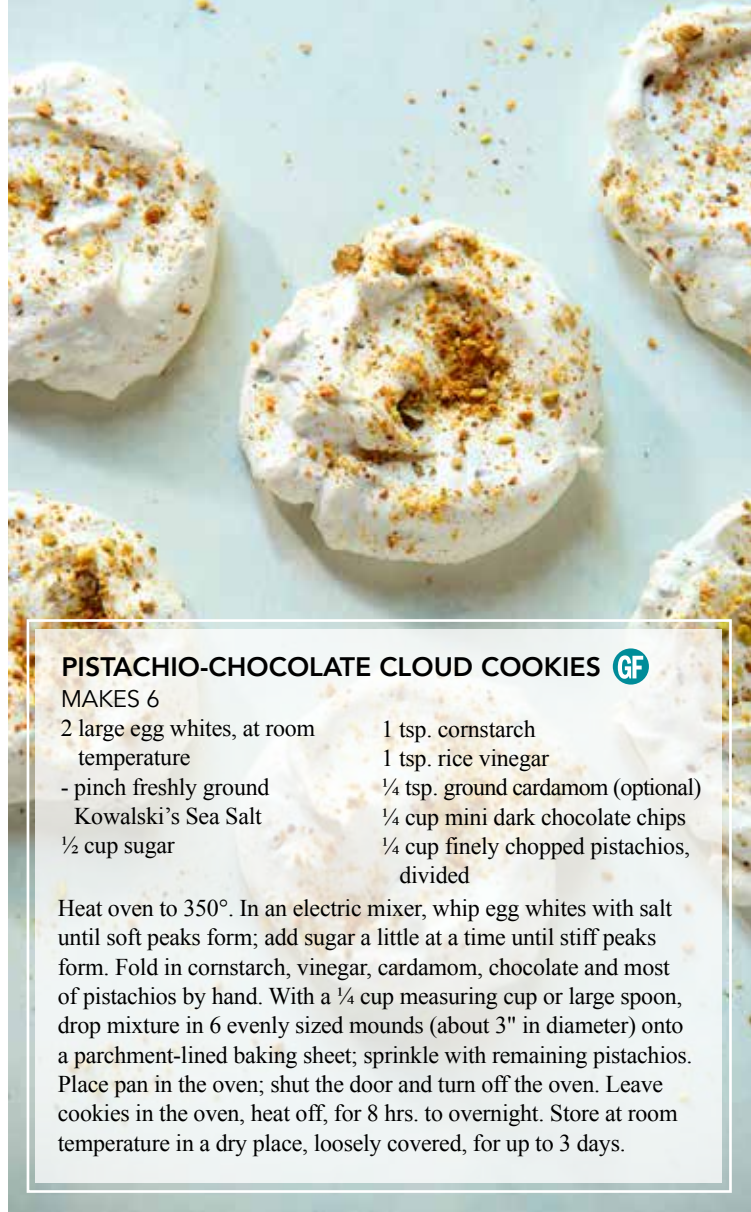 PISTACHIO-CHOCOLATE CLOUD COOKIES GF
MAKES 6
2 large egg whites, at room
temperature
- pinch freshly ground
Kowalski's Sea Salt
½ cup sugar
1 tsp. cornstarch
1 tsp. rice vinegar
¼ tsp. ground cardamom (optional)
¼ cup mini dark chocolate chips
¼ cup finely chopped pistachios,
divided
Heat oven to 350°. In an electric mixer, whip egg whites with salt
until soft peaks form; add sugar a little at a time until stiff peaks
form. Fold in cornstarch, vinegar, cardamom, chocolate and most
of pistachios by hand. With a ¼ cup measuring cup or large spoon,
drop mixture in 6 evenly sized mounds (about 3" in diameter) onto
a parchment-lined baking sheet; sprinkle with remaining pistachios.
Place pan in the oven; shut the door and turn off the oven. Leave
cookies in the oven, heat off, for 8 hrs. to overnight. Store at room
temperature in a dry place, loosely covered, for up to 3 days.